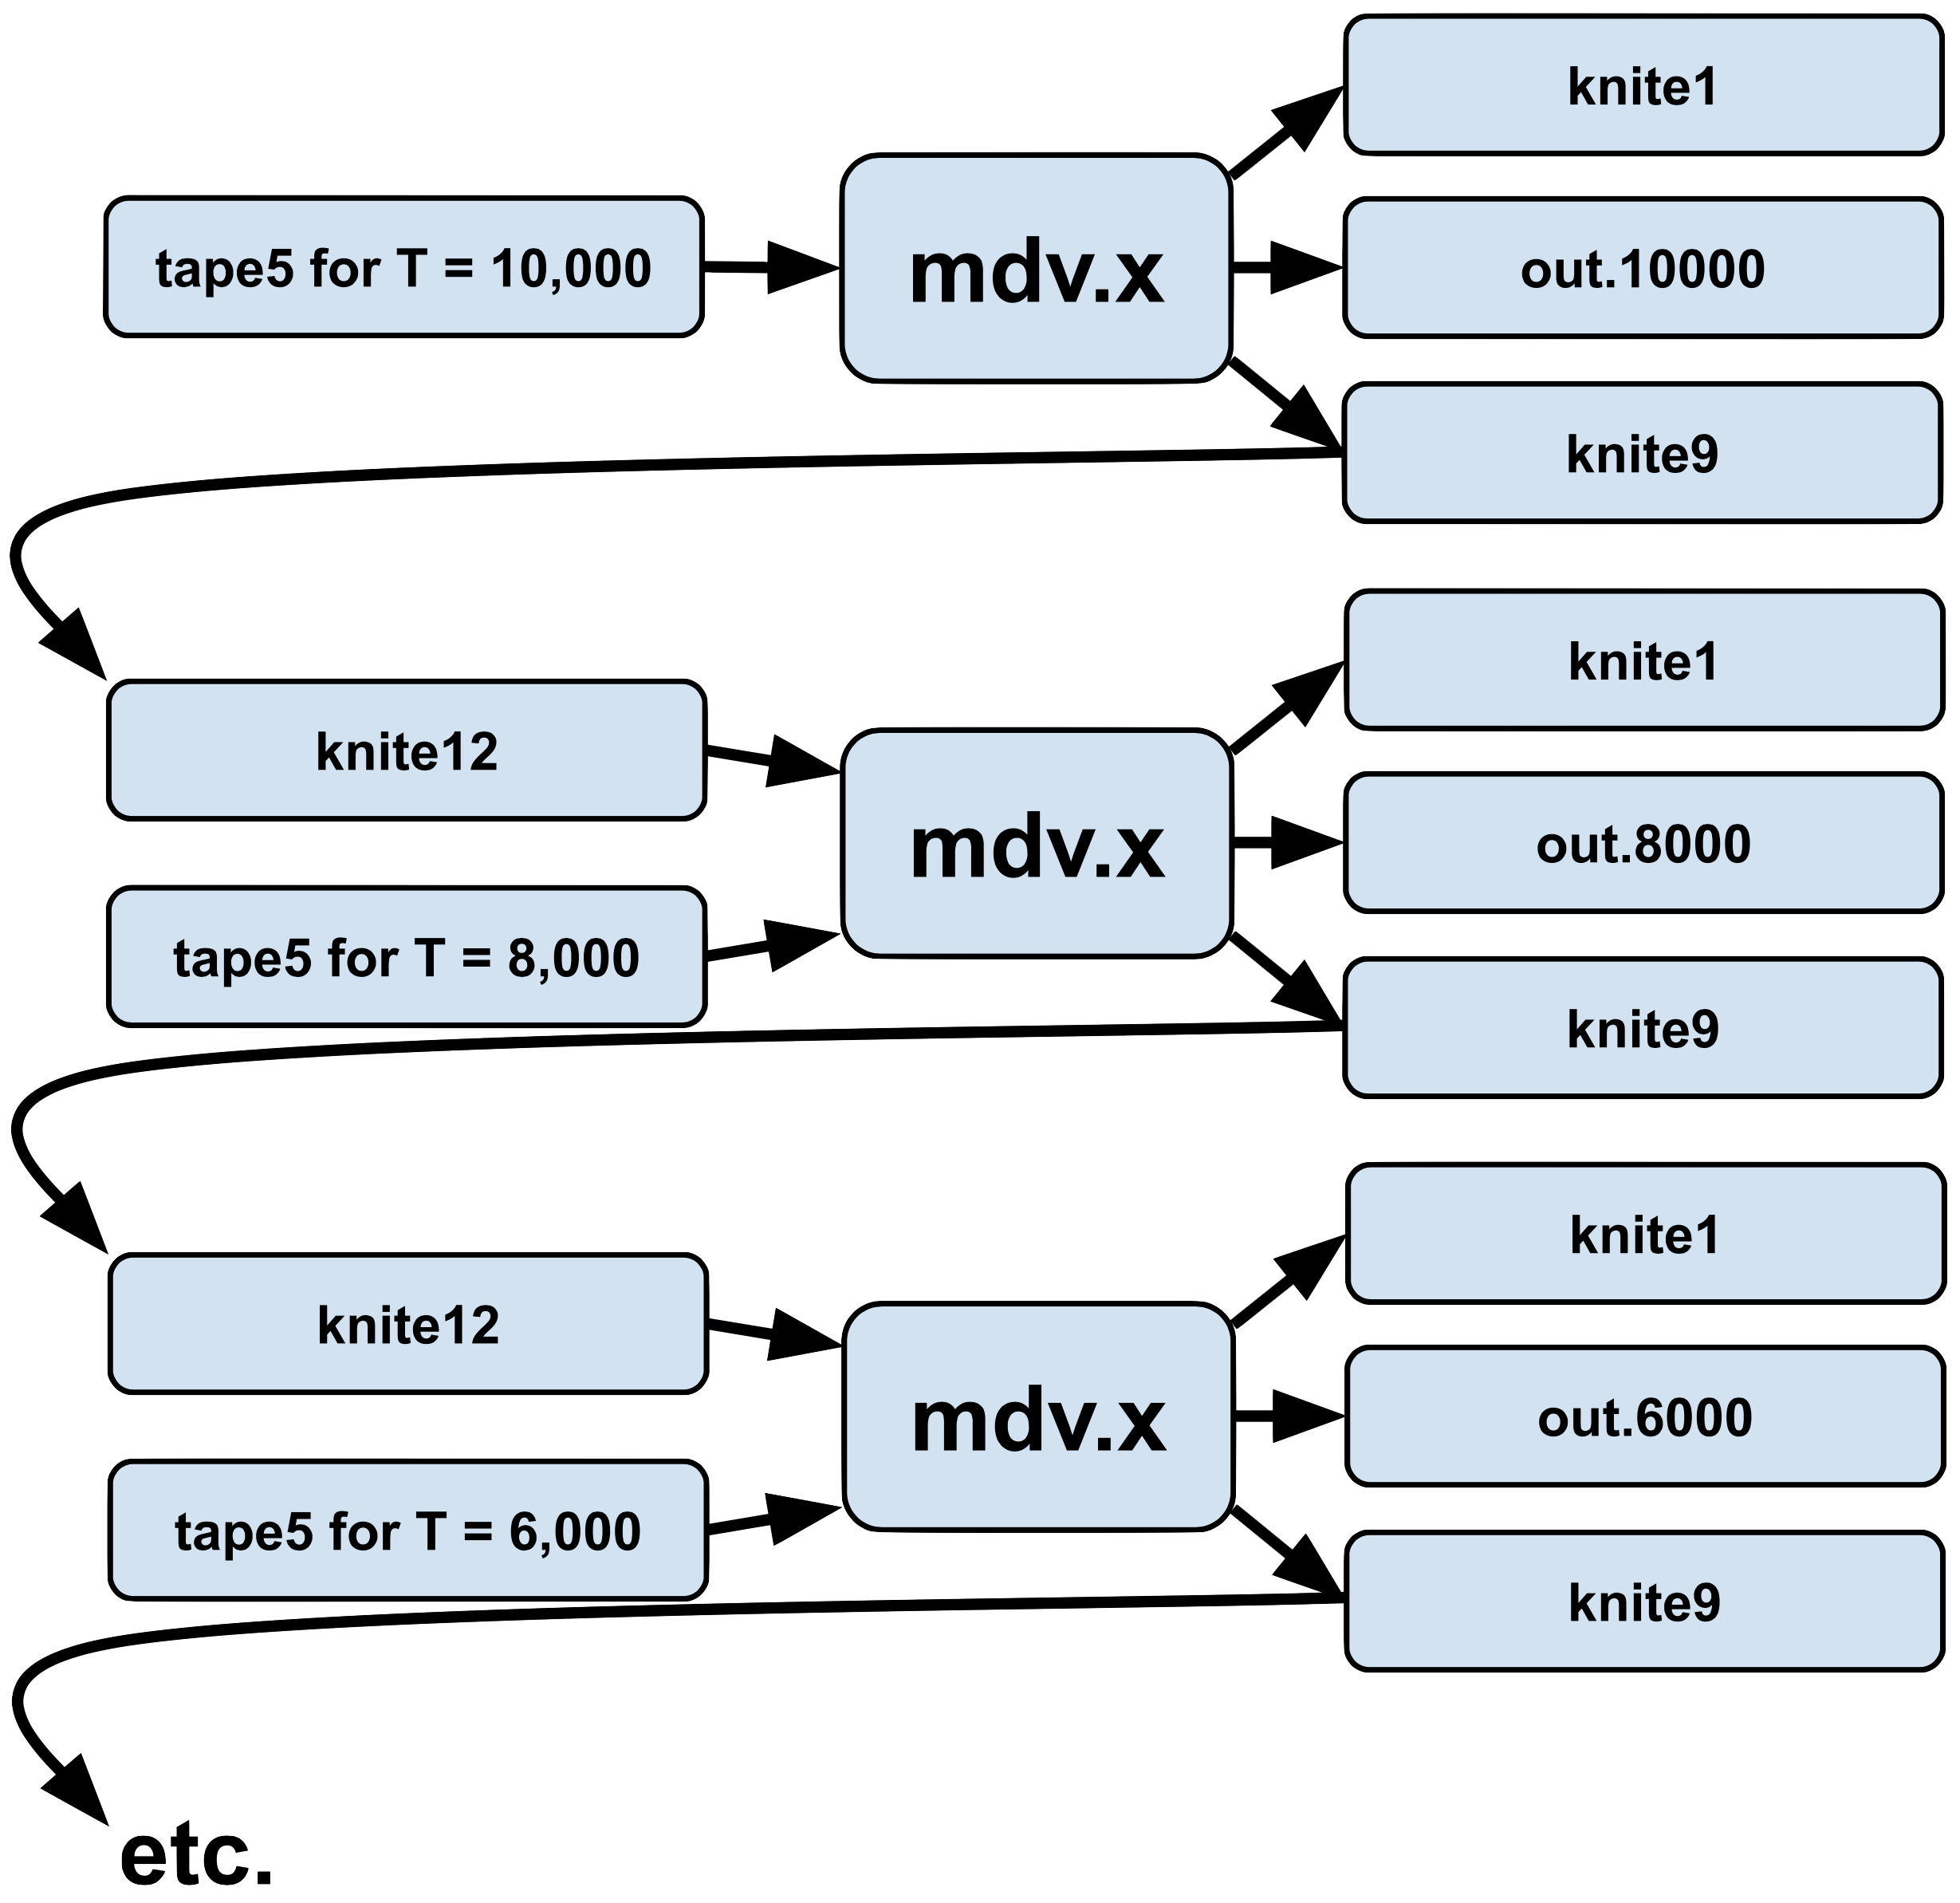 knite1
tape5 for T = 10,000
mdv.x
out.10000
knite9
knite1
knite12
mdv.x
out.8000
tape5 for T = 8,000
knite9
knite1
knite12
mdv.x
out.6000
tape5 for T = 6,000
knite9
etc.